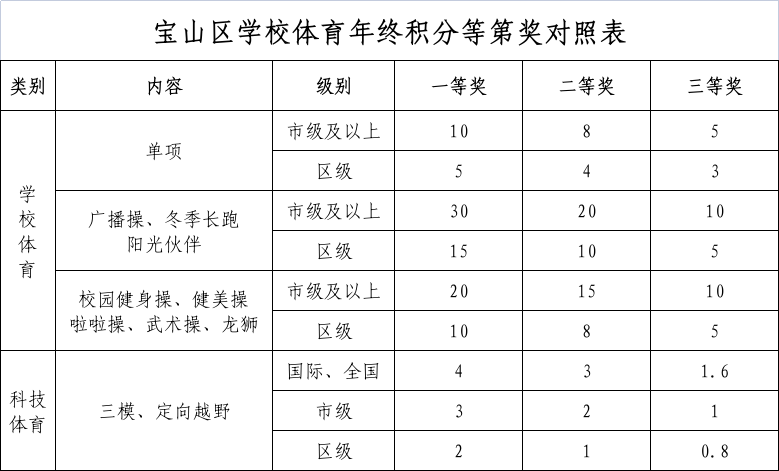 宝山区学校体育年终积分等第奖对照表
类别 内容 级别 一等奖 二等奖 三等奖
学校体育 单项 市级及以上 10 8 5
区级 5 4 3
广播操、冬季长跑
阳光伙伴
市级及以上 30 20 10
区级 15 10 5
校园健身操、健美操
啦啦操、武术操、龙狮
市级及以上 20 15 10
区级 10 8 5
科技
体育
三模、定向越野
国际、全国 4 3 1.6
市级 3 2 1
区级 2 1 0.8